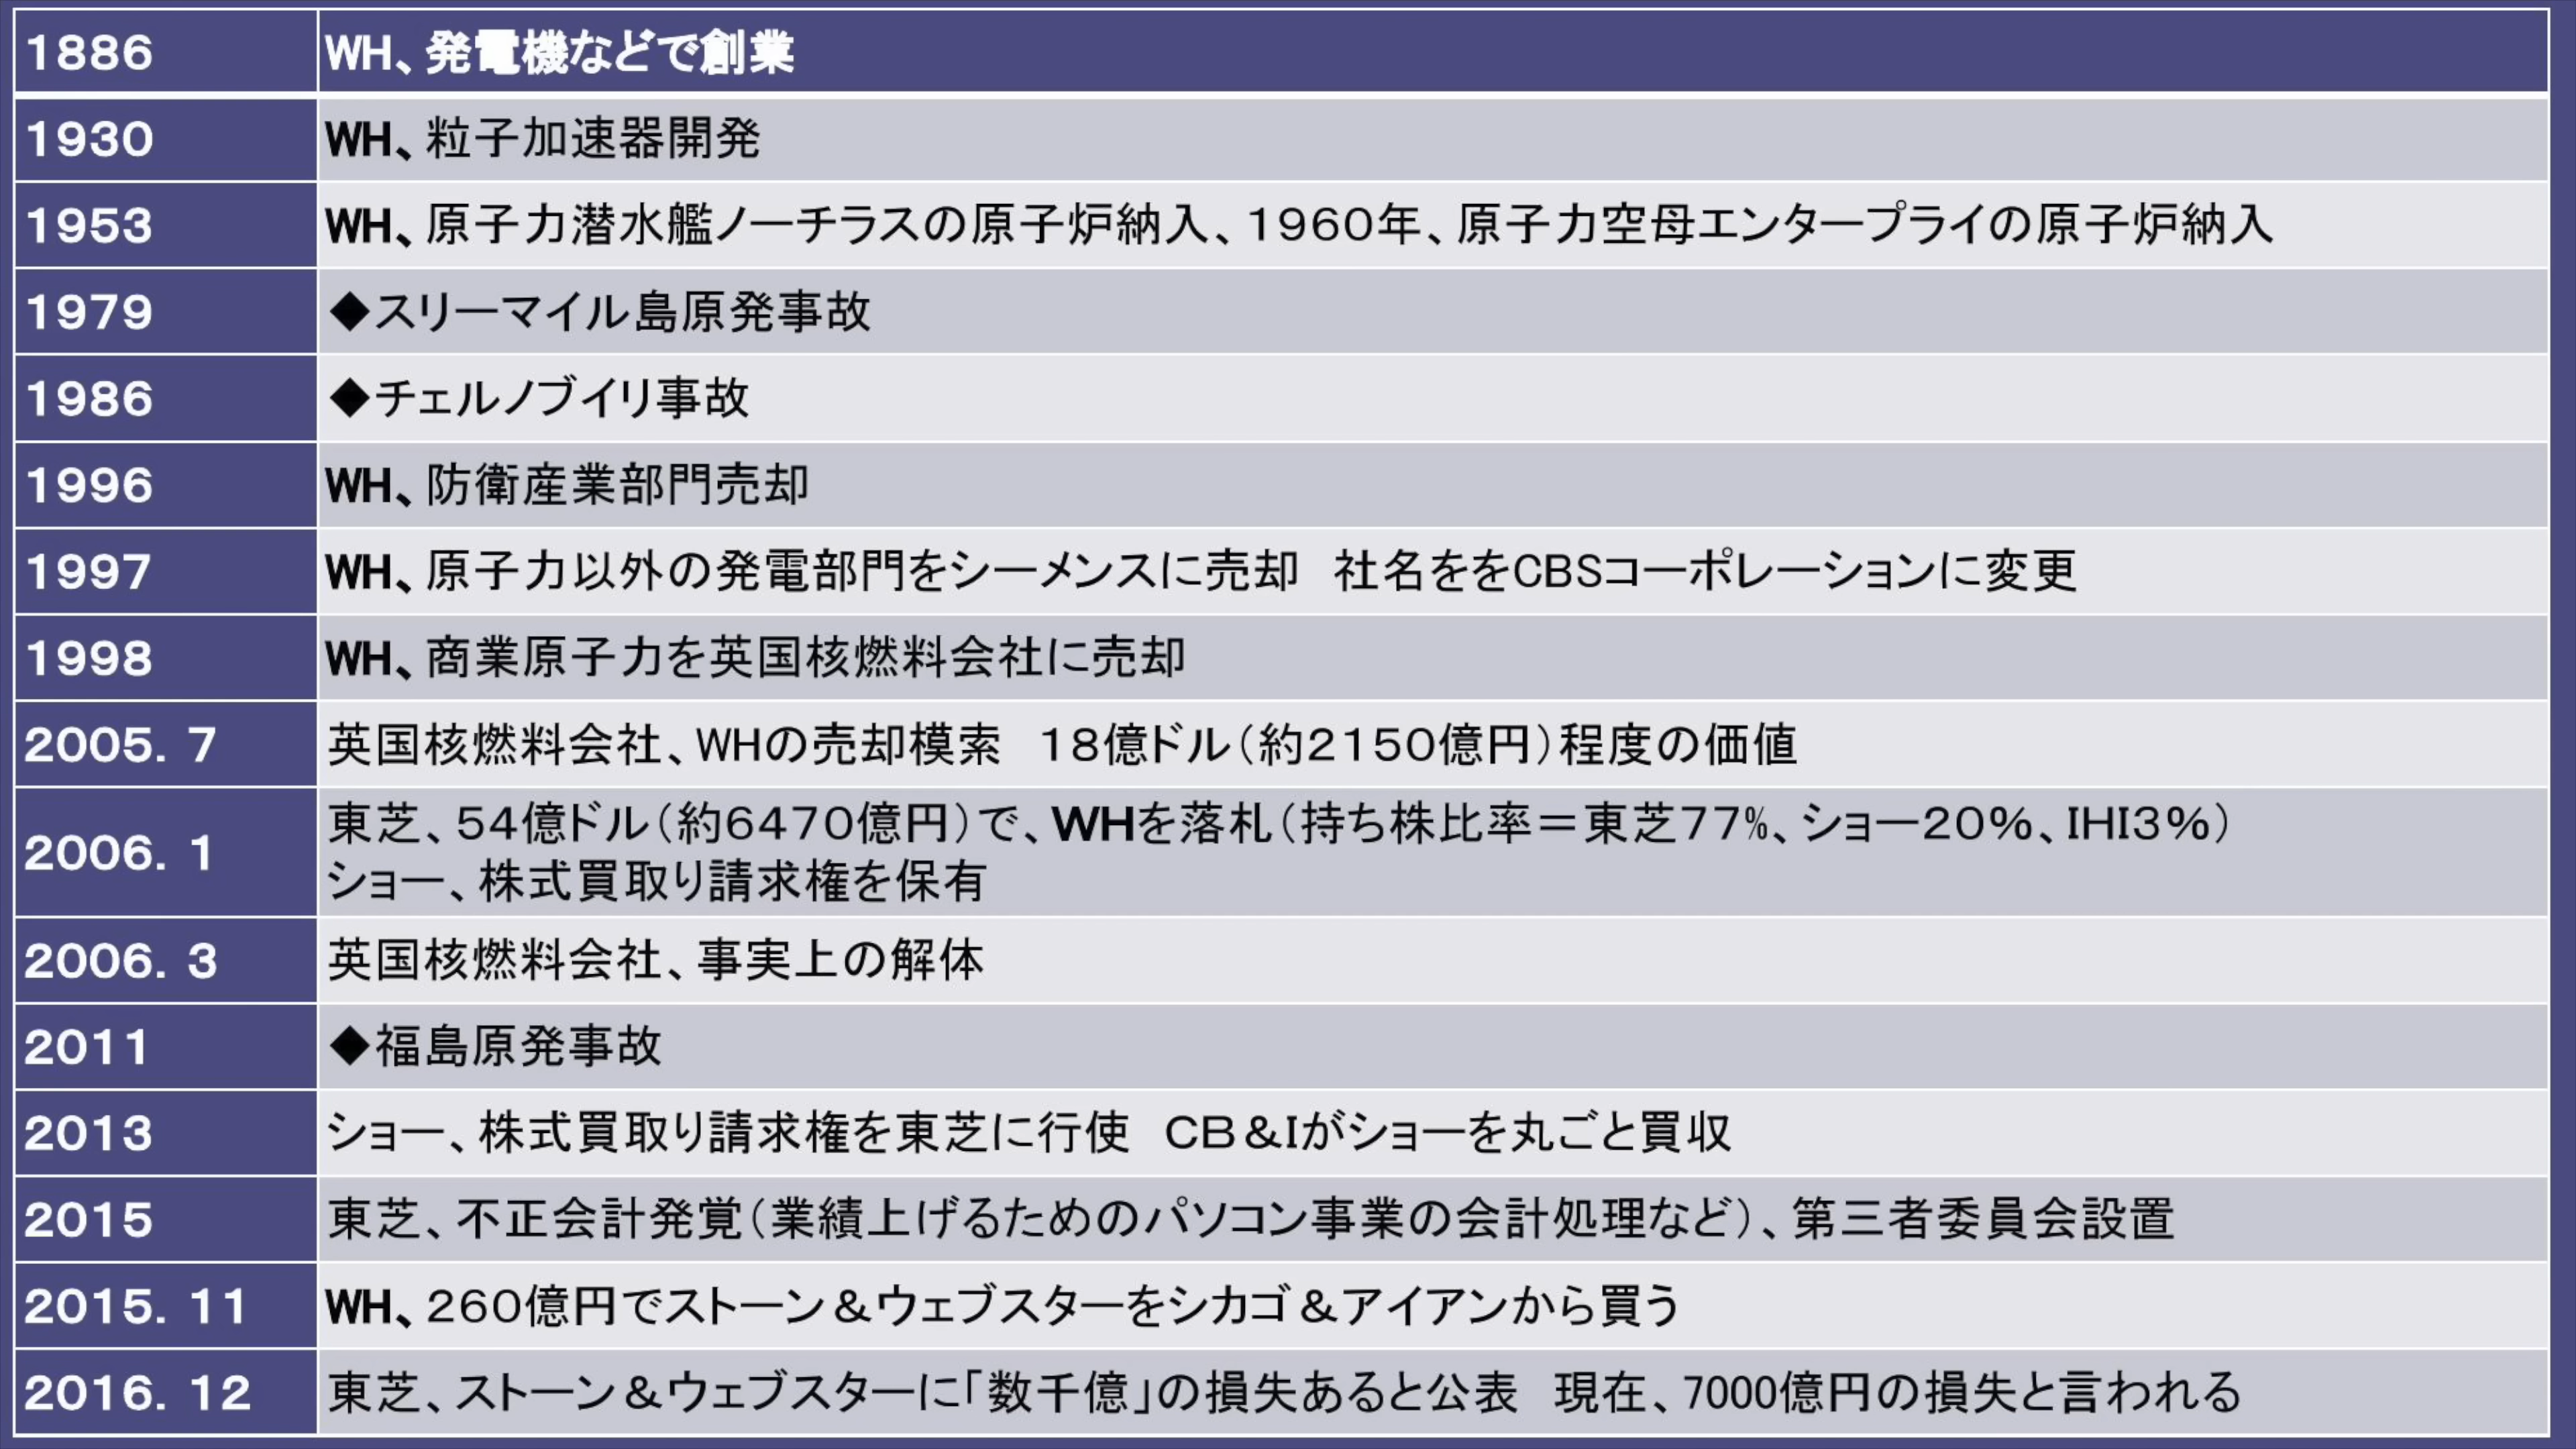 1886 WH、発電機などで創業
1930 WH、粒子加速器開発
1953 WH、原子力潜水艦ノーチラスの原子炉納入、1960年、原子力空母エンタープライの原子炉納入
1979 ◆スリーマイル島原発事故
1986 ◆チェルノブイリ事故
1996 WH、防衛産業部門売却
1997 WH、原子力以外の発電部門をシーメンスに売却　社名ををCBSコーポレーションに変更
1998 WH、商業原子力を英国核燃料会社に売却
2005. 7 英国核燃料会社、WHの売却模索　18億ドル（約2150億円）程度の価値
2006. 1 東芝、54億ドル（約6470億円）で、WHを落札（持ち株比率＝東芝77%、ショー20%、IHI3%）
ショー、株式買取り請求権を保有
2006. 3 英国核燃料会社、事実上の解体
2011 ◆福島原発事故
2013 ショー、株式買取り請求権を東芝に行使　CB＆Iがショーを丸ごと買収
2015 東芝、不正会計発覚（業績上げるためのパソコン事業の会計処理など）、第三者委員会設置
2015. 11 WH、260億円でストーン＆ウェブスターをシカゴ＆アイアンから買う
2016. 12 東芝、ストーン＆ウェブスターに「数千億」の損失あると公表　現在、7000億円の損失と言われる